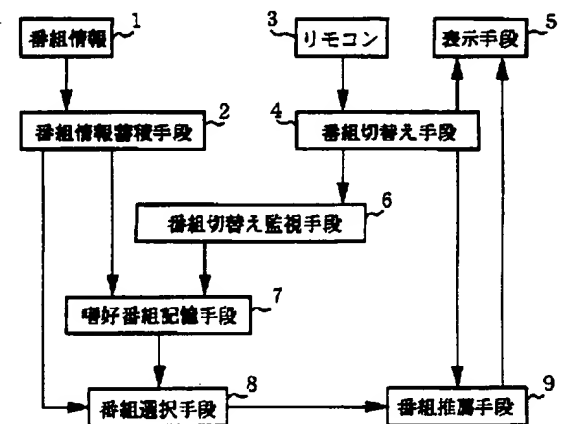 1
番組情報
3
リモコン
5
表示手段
2
番組情報蓄積手段
4
番組切替え手段
6
番組切替え監視手段
7
嗜好番組記憶手段
8
番組選択手段
9
番組推薦手段